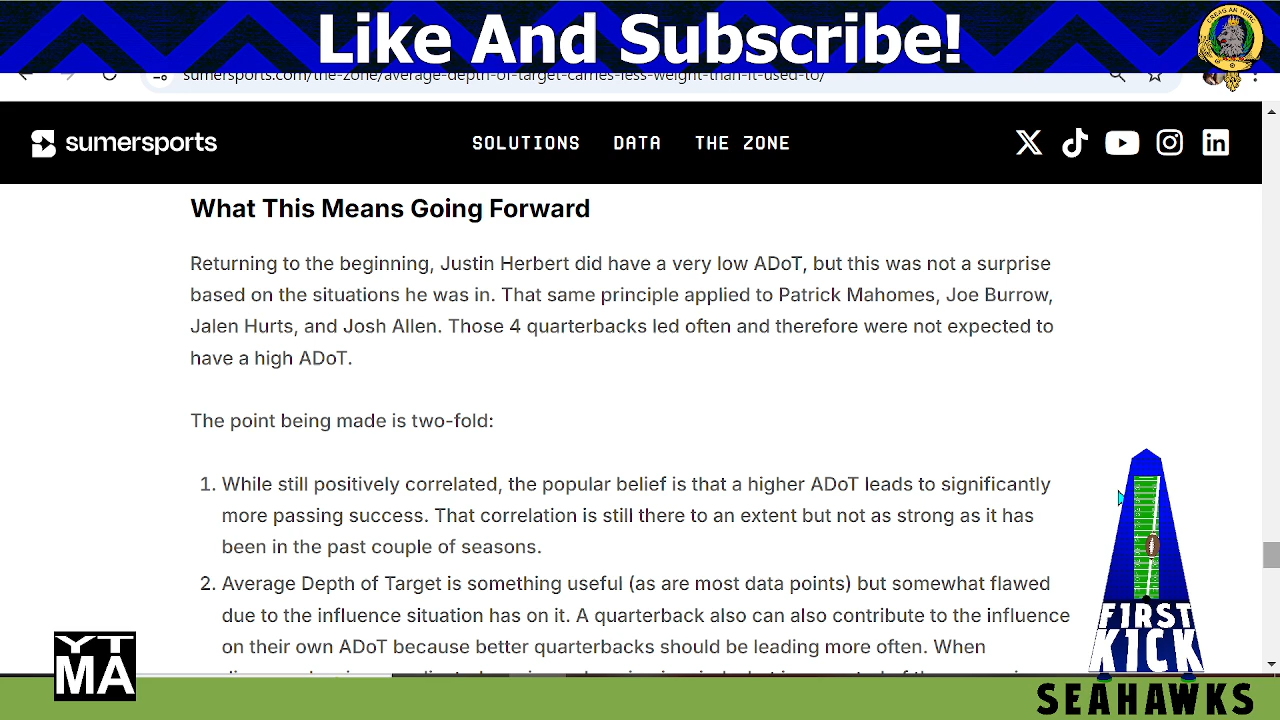 Like And Subscribe!
sumersports.com/the-zone/average-depth-of-target-carries-less-weight-than-it-used-to/
sumersports
SOLUTIONS DATA THE ZONE
What This Means Going Forward
Returning to the beginning, Justin Herbert did have a very low ADoT, but this was not a surprise
based on the situations he was in. That same principle applied to Patrick Mahomes, Joe Burrow,
Jalen Hurts, and Josh Allen. Those 4 quarterbacks led often and therefore were not expected to
have a high ADoT.
The point being made is two-fold:
1. While still positively correlated, the popular belief is that a higher ADoT leads to significantly
more passing success. That correlation is still there to an extent but not as strong as it has
been in the past couple of seasons.
2. Average Depth of Target is something useful (as are most data points) but somewhat flawed
due to the influence situation has on it. A quarterback also can also contribute to the influence
on their own ADoT because better quarterbacks should be leading more often. When
FIRST
KICK
SEAHAWKS
YT
MA